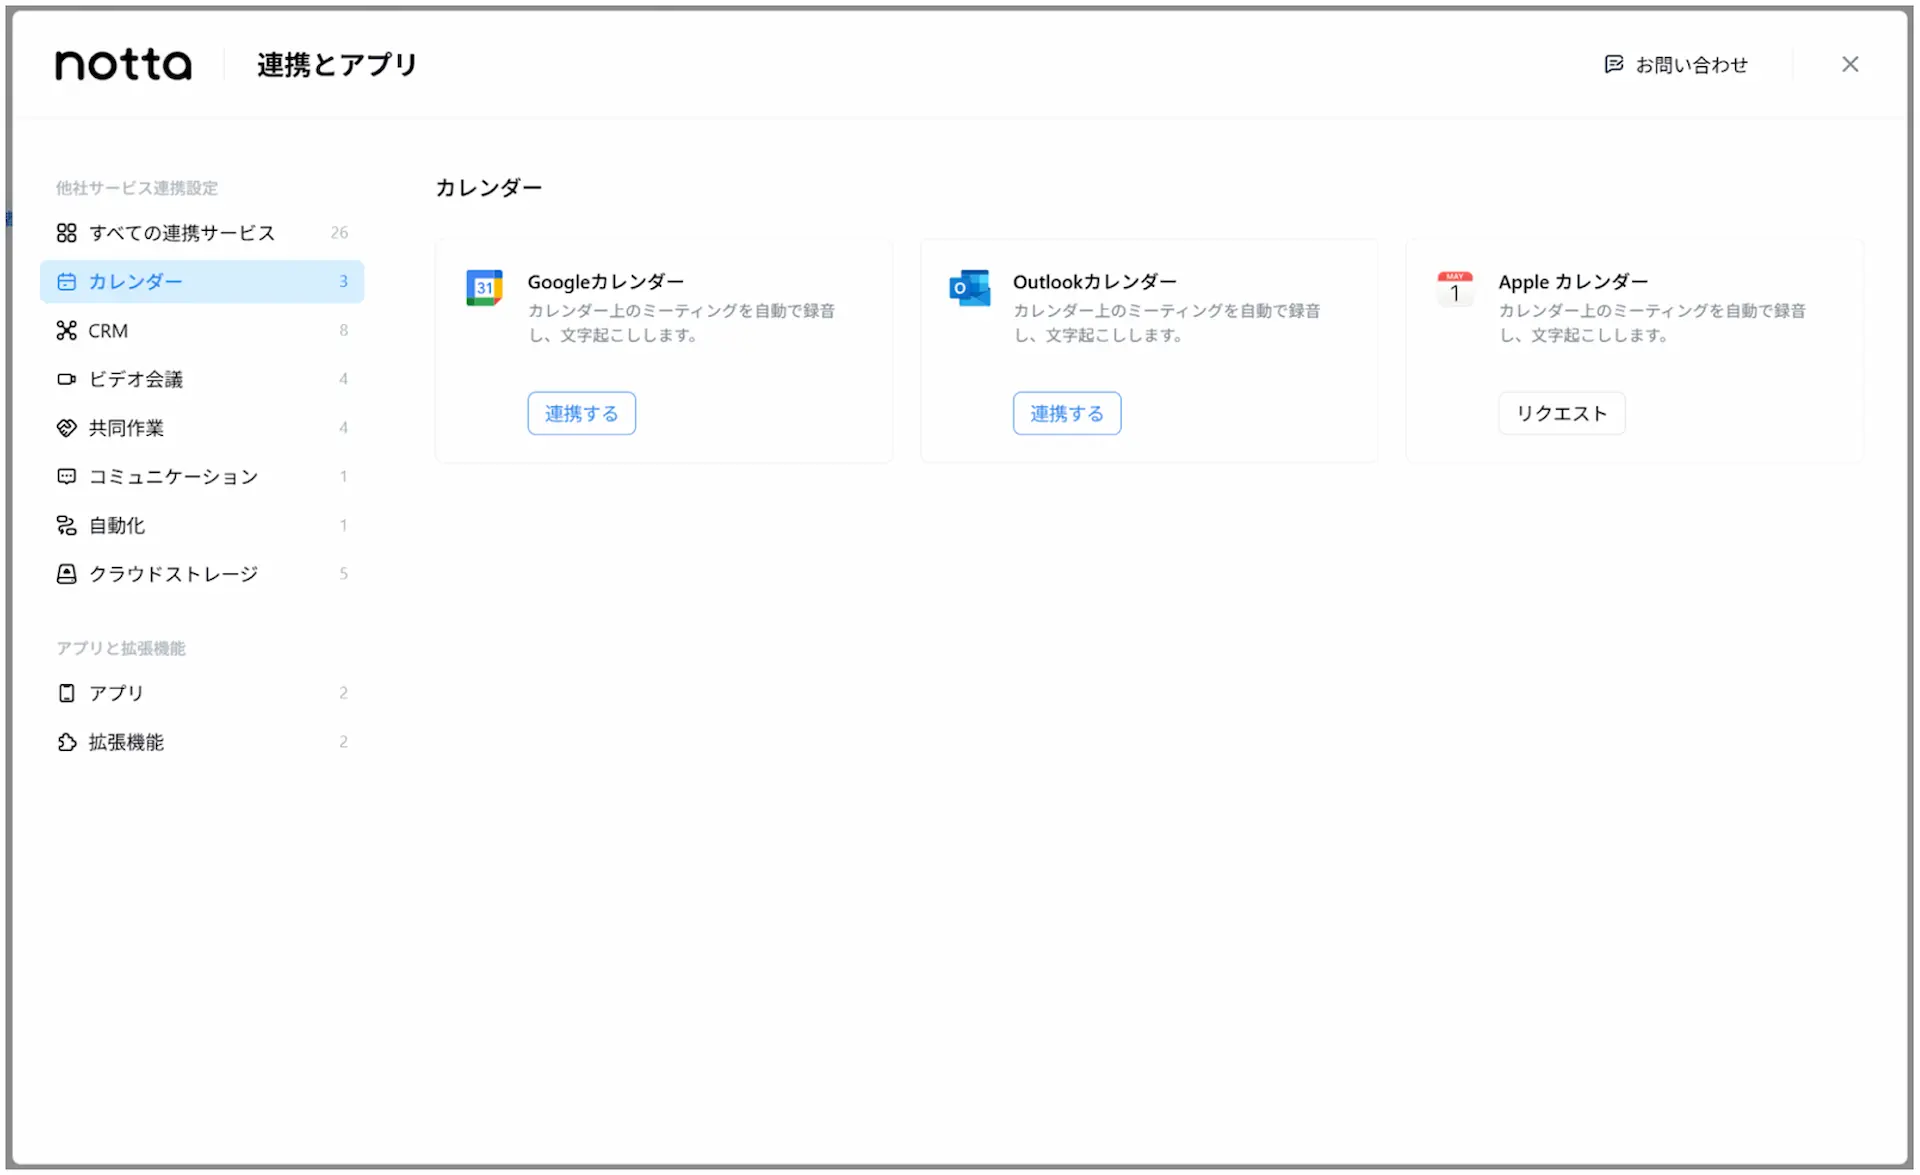 notta
連携とアプリ
お問い合わせ
他社サービス連携設定
すべての連携サービス 26
カレンダー 3
CRM 8
ビデオ会議 4
共同作業 4
コミュニケーション 1
自動化 1
クラウドストレージ 5
アプリと拡張機能
アプリ 2
拡張機能 2
カレンダー
31
Googleカレンダー
カレンダー上のミーティングを自動で録音
し、文字起こしします。
連携する
O
Outlookカレンダー
カレンダー上のミーティングを自動で録音
し、文字起こしします。
連携する
MAY
1
Apple カレンダー
カレンダー上のミーティングを自動で録音
し、文字起こしします。
リクエスト